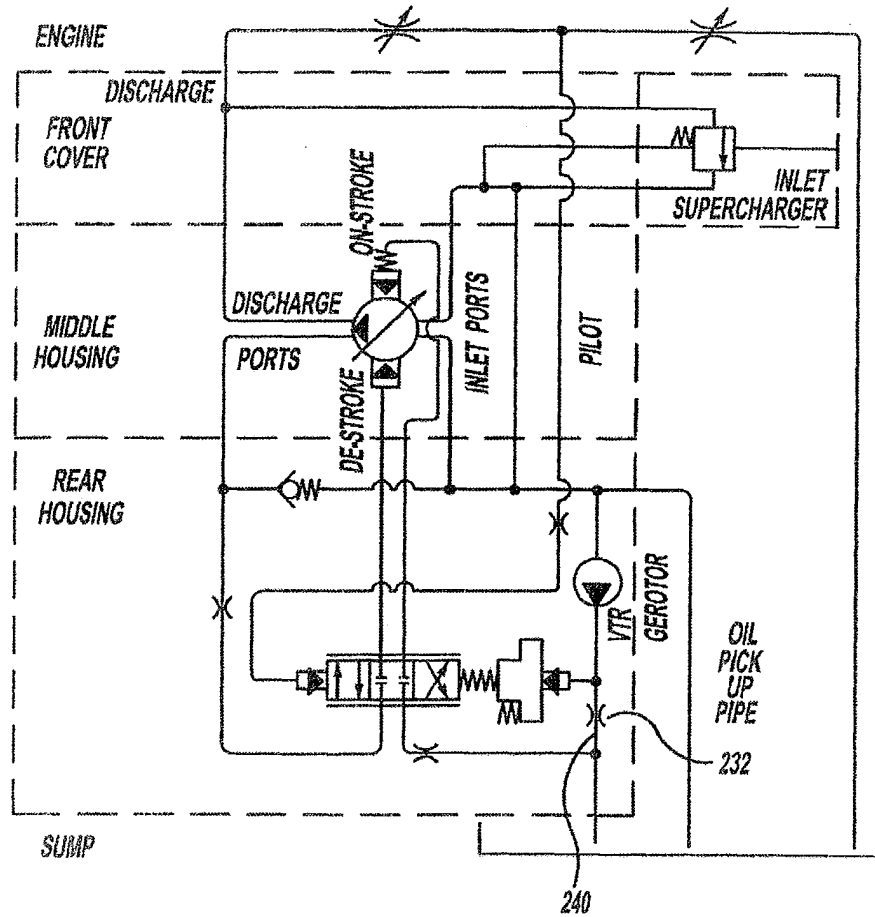 ENGINE
DISCHARGE
FRONT
COVER
ON-STROKE
INLET
SUPERCHARGER
DISCHARGE
MIDDLE
HOUSING
PORTS
INLET PORTS
PILOT
DE-STROKE
REAR
HOUSING
VTR
GEROTOR
OIL
PICK
UP
PIPE
232
SUMP
240